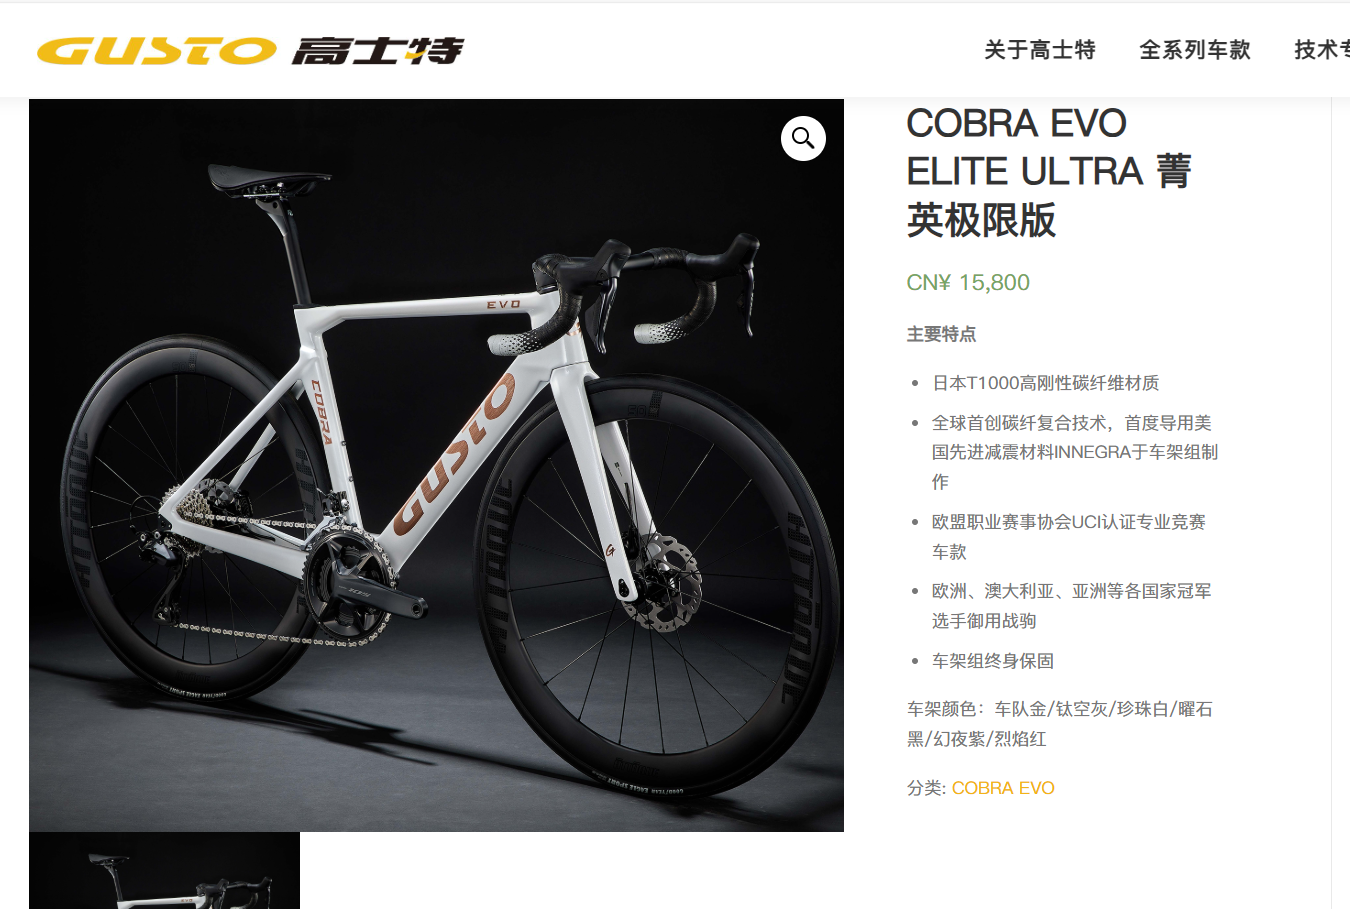 GUSTO 高士特
关于高士特
全系列车款
技术
COBRA EVO
ELITE ULTRA 菁
英极限版
CN¥ 15,800
主要特点
日本T1000高刚性碳纤维材质
全球首创碳纤复合技术，首度导用美
国先进减震材料INNEGRA于车架组制
作
欧盟职业赛事协会UCI认证专业竞赛
车款
欧洲、澳大利亚、亚洲等各国家冠军
选手御用战驹
车架组终身保固
车架颜色：车队金/钛空灰/珍珠白/曜石
黑/幻夜紫/烈焰红
分类: COBRA EVO
EVO
COBRA
GUSTO